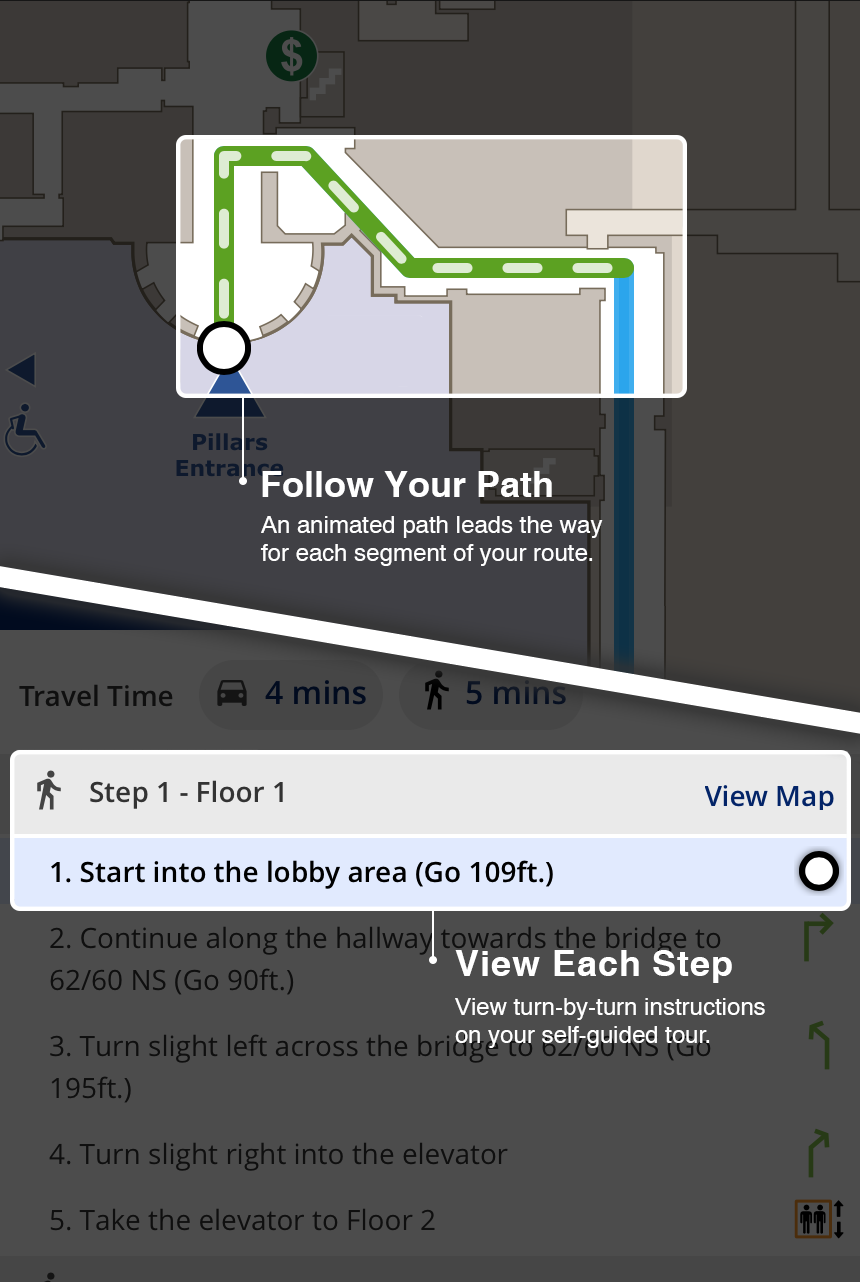 $
Pillars
Entrance
Follow Your Path
An animated path leads the way
for each segment of your route.
Travel Time
4 mins
5 mins
Step 1 - Floor 1
View Map
1. Start into the lobby area (Go 109ft.)
2. Continue along the hallway towards the bridge to
62/60 NS (Go 90ft.)
View Each Step
View turn-by-turn instructions
on your self-guided tour.
3. Turn slight left across the bridge to 62/60 NS (Go
195ft.)
4. Turn slight right into the elevator
5. Take the elevator to Floor 2